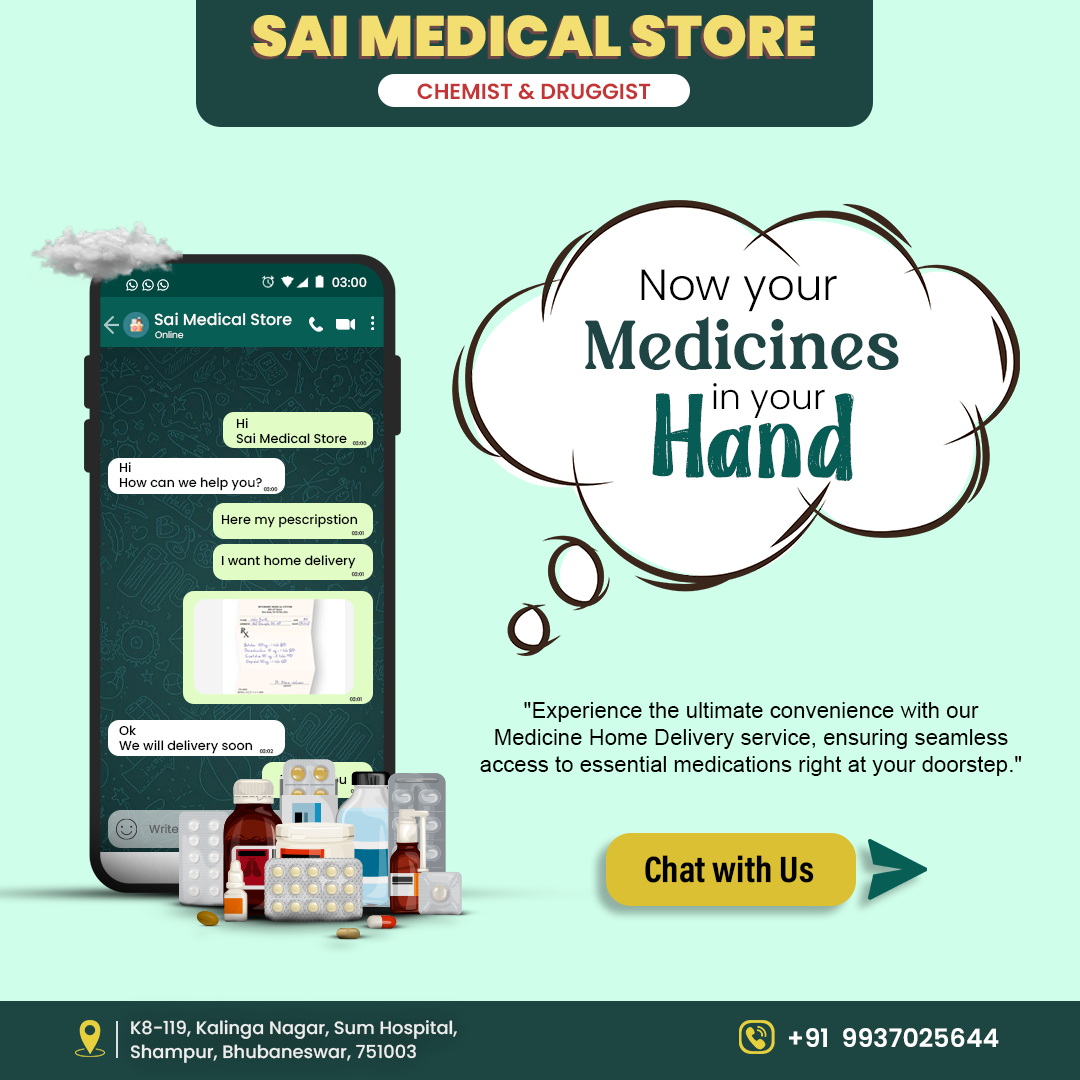 SAI MEDICAL STORE
CHEMIST & DRUGGIST
03:00
Sai Medical Store
Online
Hi
Sai Medical Store 03:00
Hi
How can we help you? 03:00
Here my pescripstion
03:01
I want home delivery
03:01
03:01
Ok
We will delivery soon 03:02
Write
Now your
Medicines
in your
Hand
"Experience the ultimate convenience with our
Medicine Home Delivery service, ensuring seamless
access to essential medications right at your doorstep."
Chat with Us
K8-119, Kalinga Nagar, Sum Hospital,
Shampur, Bhubaneswar, 751003
+91 9937025644